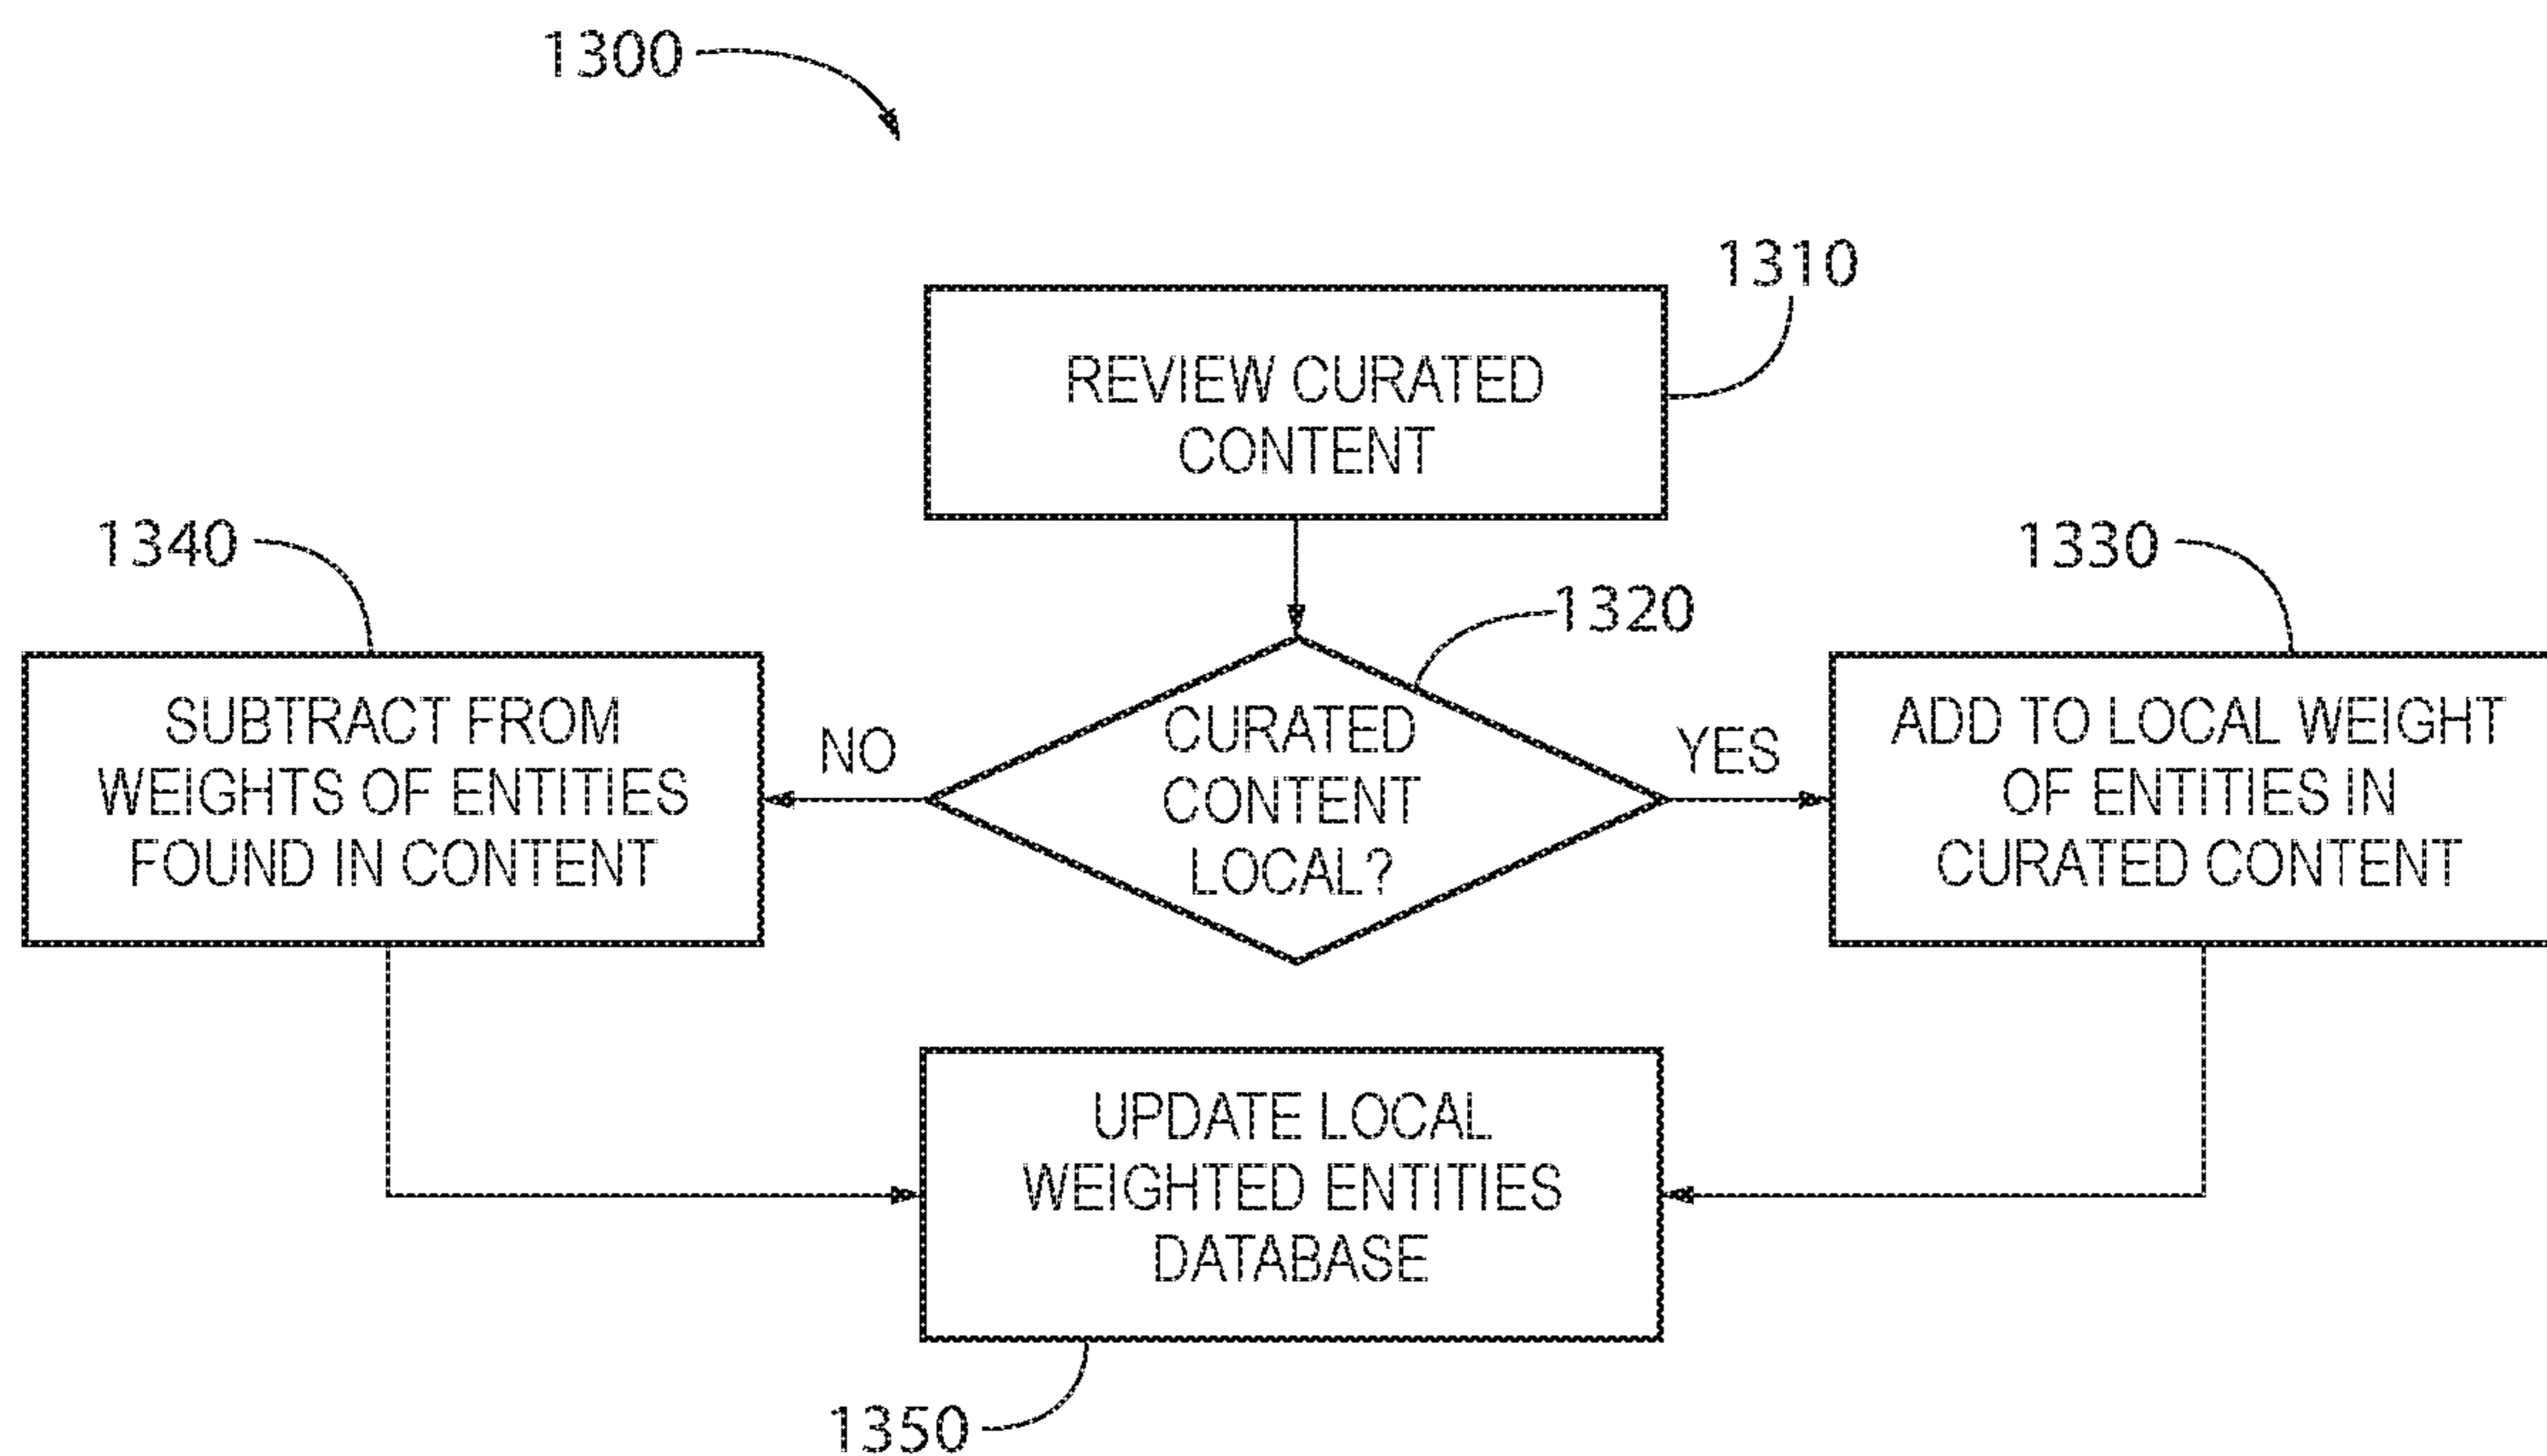 1300
1310
REVIEW CURATED
CONTENT
1340
1330
1320
SUBTRACT FROM
WEIGHTS OF ENTITIES
FOUND IN CONTENT
NO
CURATED
CONTENT
LOCAL?
YES
ADD TO LOCAL WEIGHT
OF ENTITIES IN
CURATED CONTENT
UPDATE LOCAL
WEIGHTED ENTITIES
DATABASE
1350